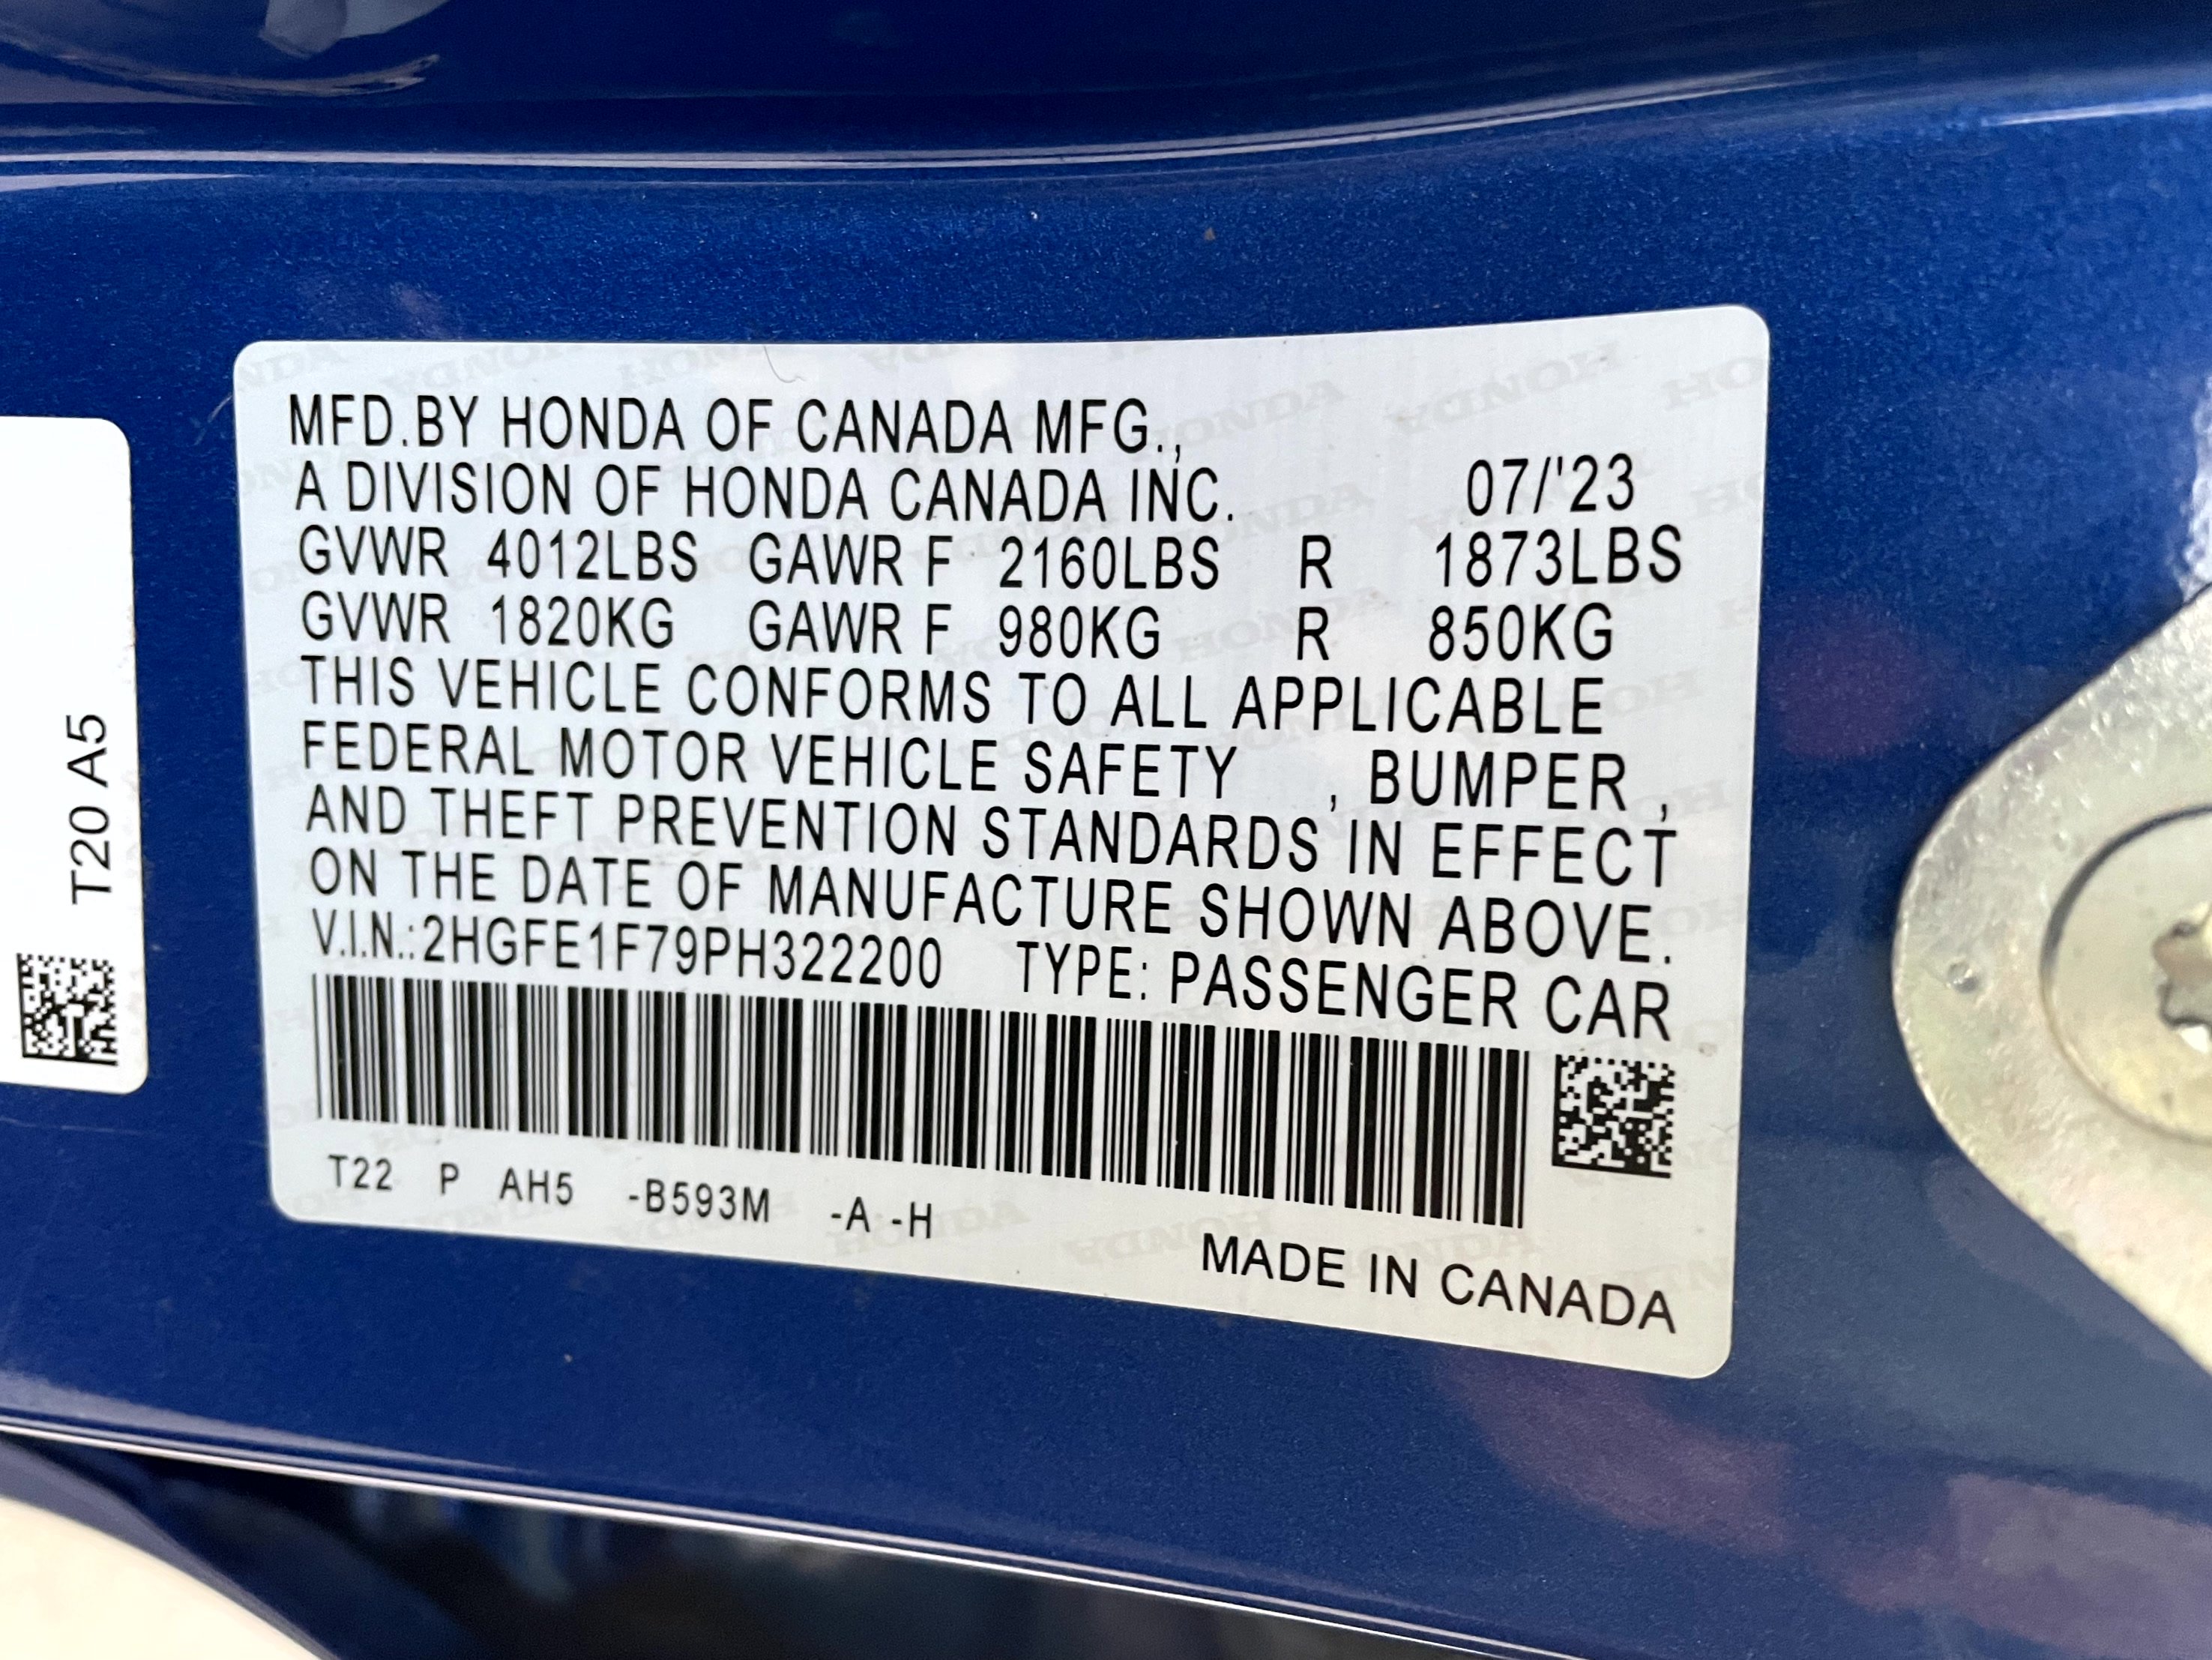 MFD.BY HONDA OF CANADA MFG.,
A DIVISION OF HONDA CANADA INC. 07/'23
GVWR 4012LBS GAWR F 2160LBS R 1873LBS
GVWR 1820KG GAWR F 980KG R 850KG
THIS VEHICLE CONFORMS TO ALL APPLICABLE
FEDERAL MOTOR VEHICLE SAFETY , BUMPER ,
AND THEFT PREVENTION STANDARDS IN EFFECT
ON THE DATE OF MANUFACTURE SHOWN ABOVE.
V.I.N.:2HGFE1F79PH322200 TYPE: PASSENGER CAR
T22 P AH5 -B593M -A -H
MADE IN CANADA
T20 A5